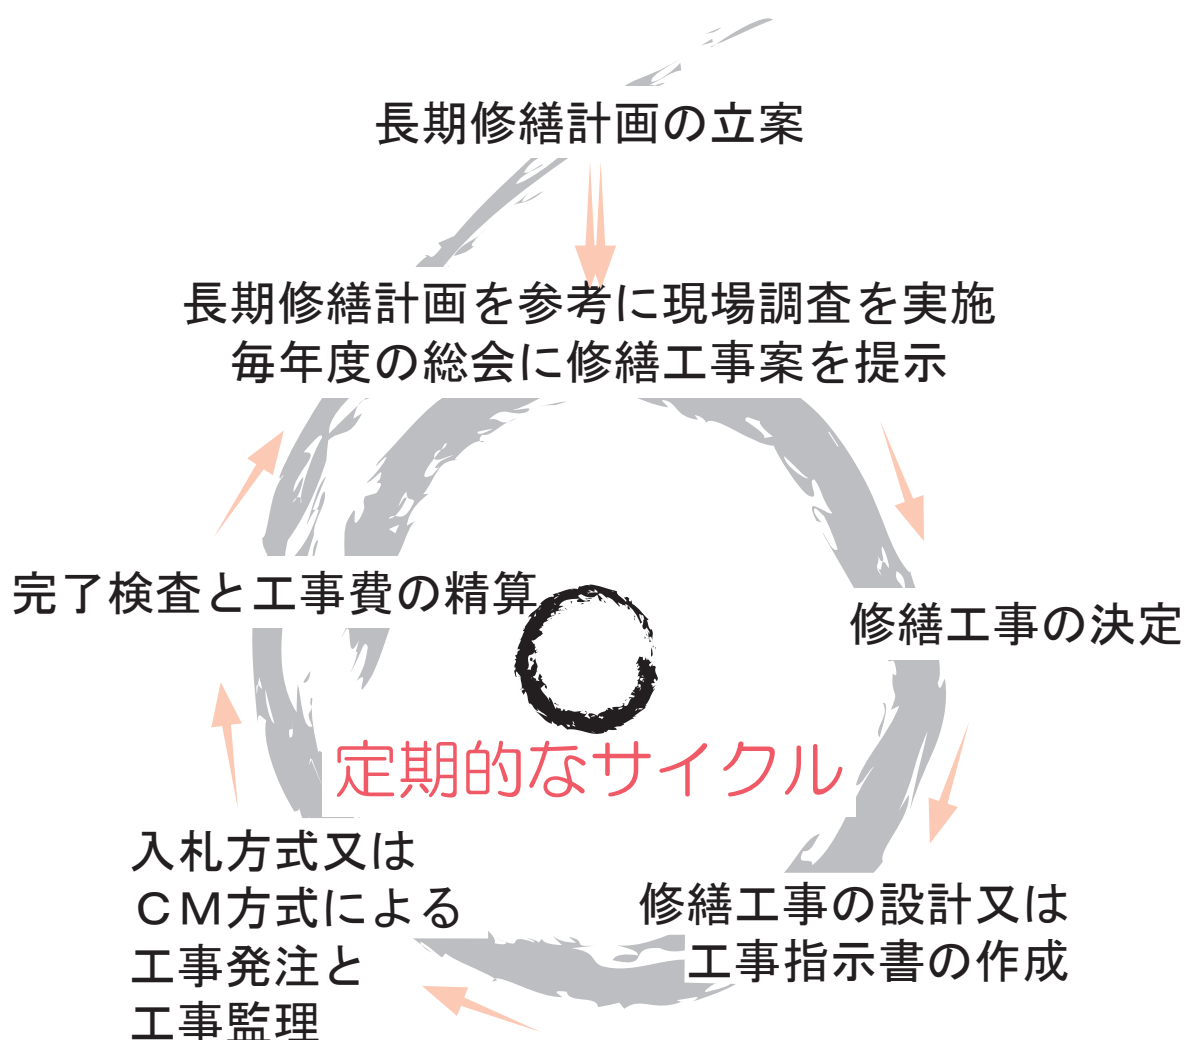 長期修繕計画の立案
長期修繕計画を参考に現場調査を実施
毎年度の総会に修繕工事案を提示
修繕工事の決定
修繕工事の設計又は
工事指示書の作成
入札方式又は
ＣＭ方式による
工事発注と
工事監理
完了検査と工事費の精算
定期的なサイクル